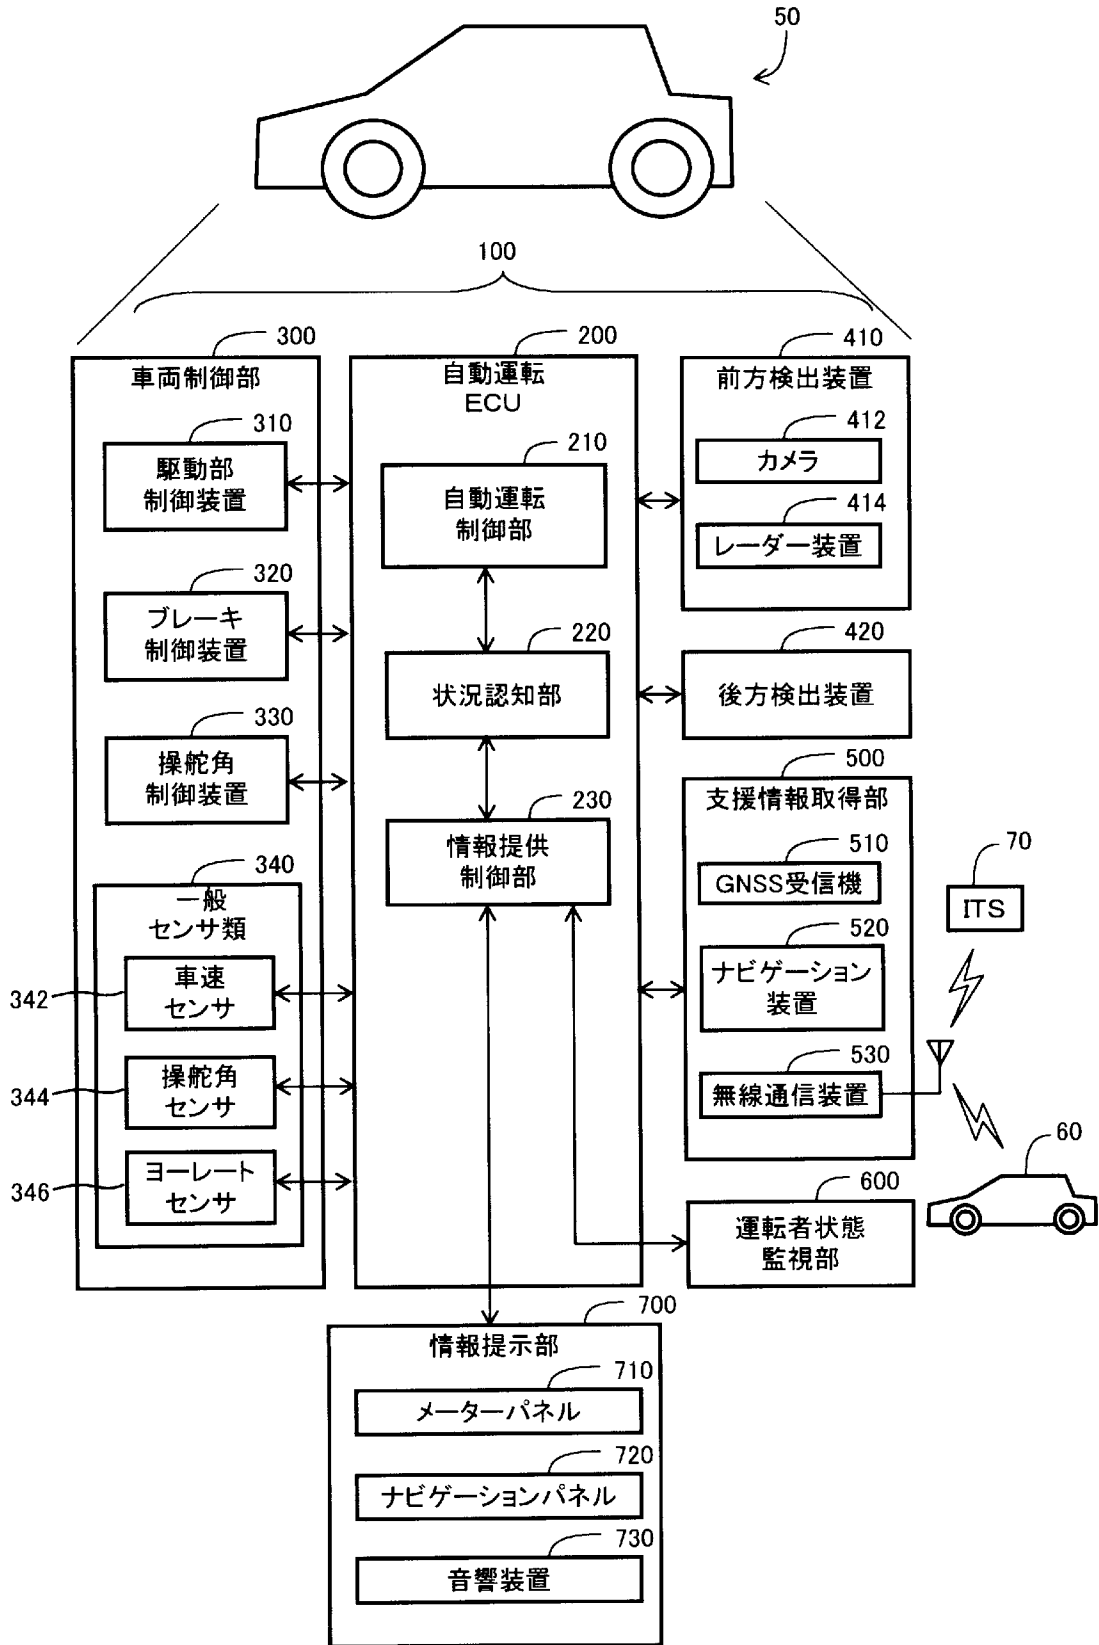 50
100
300
車両制御部
310
駆動部
制御装置
320
ブレーキ
制御装置
330
操舵角
制御装置
340
一般
センサ類
342
車速
センサ
344
操舵角
センサ
346
ヨーレート
センサ
200
自動運転
ECU
210
自動運転
制御部
220
状況認知部
230
情報提供
制御部
410
前方検出装置
412
カメラ
414
レーダー装置
420
後方検出装置
500
支援情報取得部
510
GNSS受信機
520
ナビゲーション
装置
530
無線通信装置
70
ITS
60
600
運転者状態
監視部
700
情報提示部
710
メーターパネル
720
ナビゲーションパネル
730
音響装置